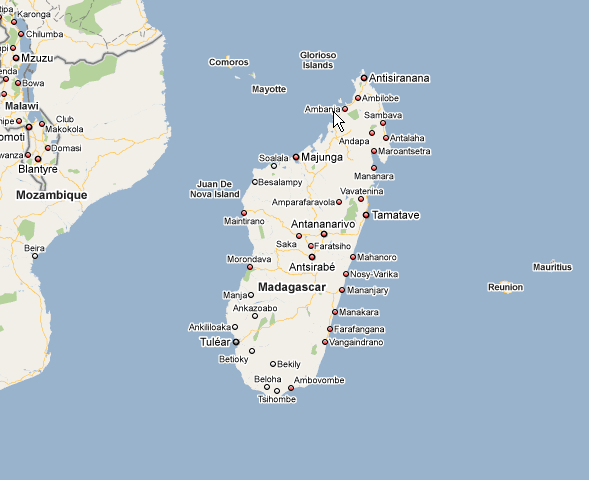 Karonga
Chilumba
Mzuzu
Bowa
Malawi
Club
Makokola
Domasi
Blantyre
Mozambique
Beira
Comoros
Mayotte
Glorioso
Islands
Antisiranana
Ambilobe
Ambanja
Sambava
Andapa
Antalaha
Maroantsetra
Soalala
Majunga
Mananara
Juan De
Nova Island
Besalampy
Vavatenina
Amparafaravola
Maintirano
Tamatave
Antananarivo
Saka
Faratsiho
Morondava
Antsirabé
Mahanoro
Nosy-Varika
Madagascar
Manja
Mananjary
Ankazoabo
Manakara
Ankililoaka
Farafangana
Tuléar
Vangaindrano
Betioky
Bekily
Beloha
Ambovombe
Tsihombe
Mauritius
Reunion